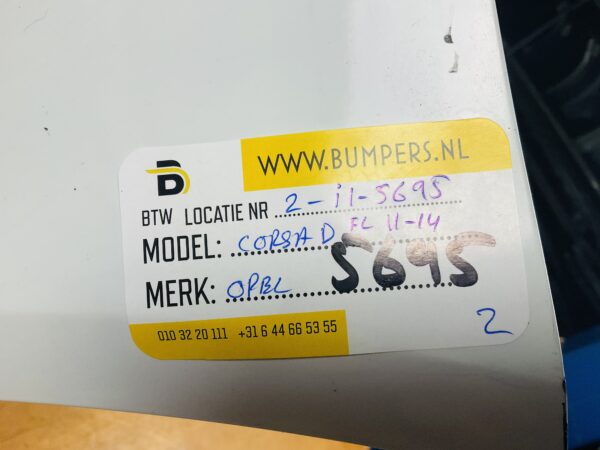 WWW.BUMPERS.NL
B
BTW LOCATIE NR 2-i1-5695
MODEL: CORSA D FL 11-14
MERK: OPEL 5695
010 32 20 111 +31 6 44 66 53 55
2